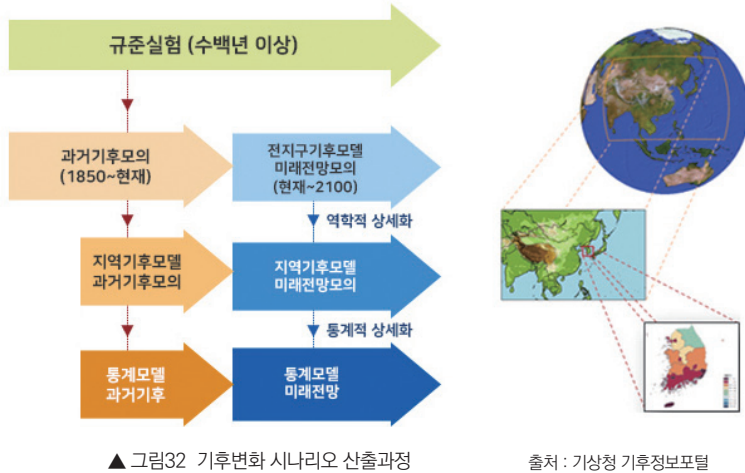 규준실험 (수백년 이상)
과거기후모의
(1850~현재)
전지구기후모델
미래전망모의
(현재~2100)
역학적 상세화
지역기후모델
과거기후모의
지역기후모델
미래전망모의
통계적 상세화
통계모델
과거기후
통계모델
미래전망
▲ 그림32 기후변화 시나리오 산출과정
출처 : 기상청 기후정보포털